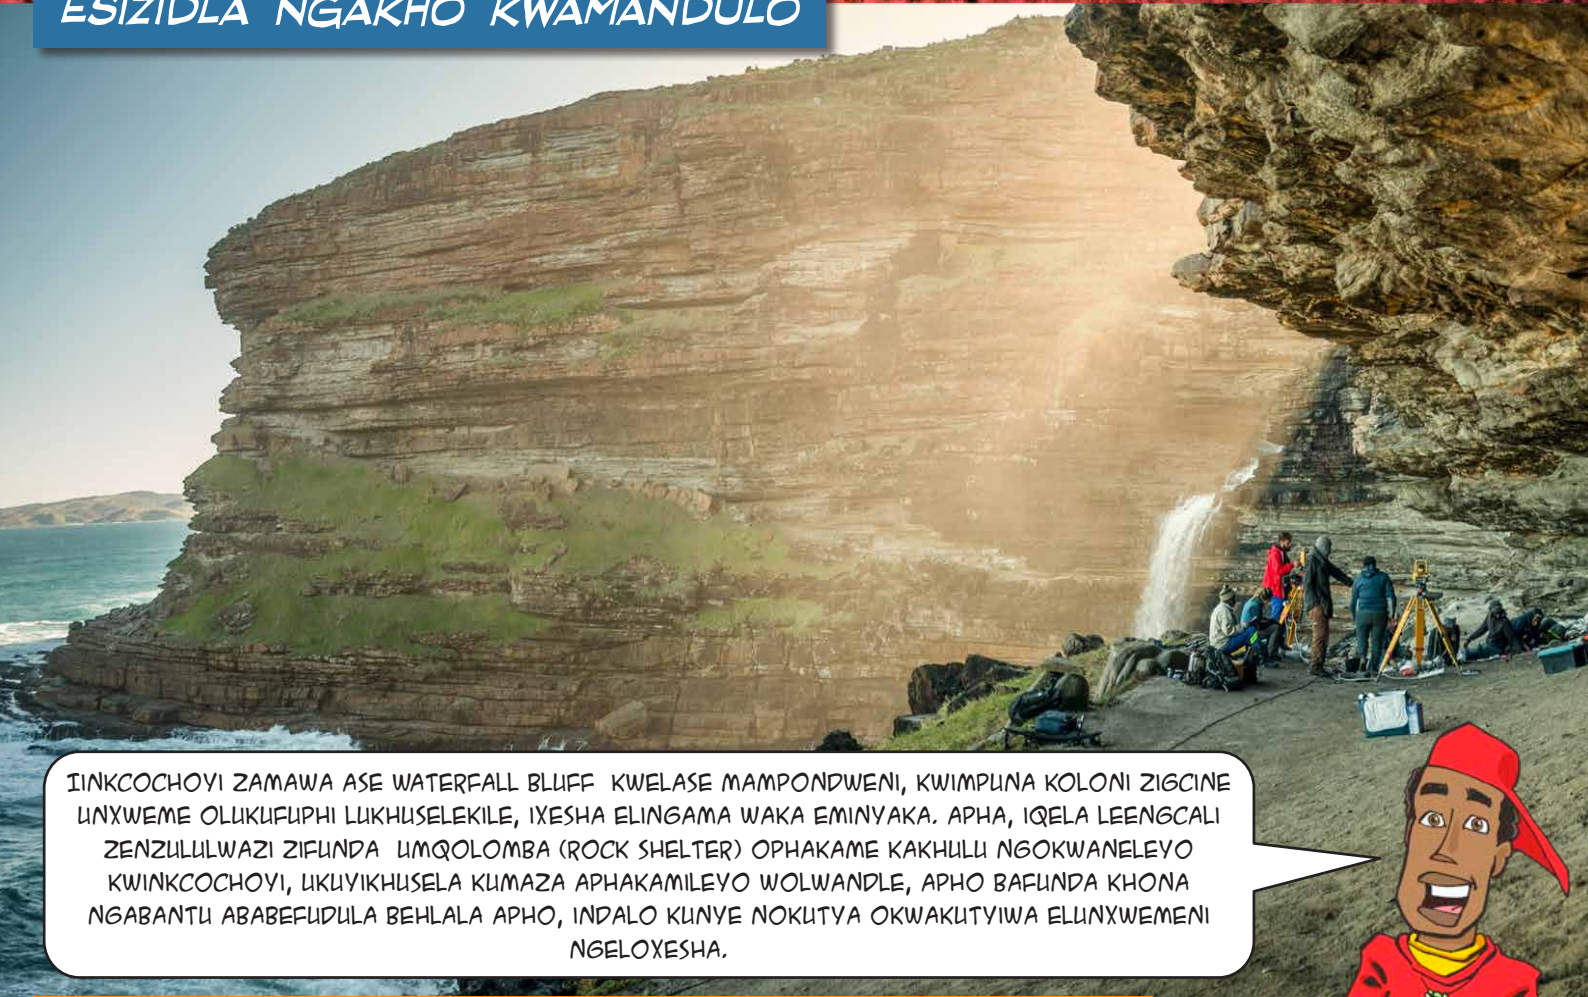 ESIZIDLA NGAKHO KWAMANDULO
IINKCOCHOYI ZAMAWA ASE WATERFALL BLUFF KWELASE MAMPONDWENI, KWIMPUNA KOLONI ZIGCINE
UNXWEME OLUKUFUPHI LUKHUSELEKILE, IXESHA ELINGAMA WAKA EMINYAKA. APHA, IQELA LEENGCALI
ZENZULULWAZI ZIFUNDA UMQOLOMBA (ROCK SHELTER) OPHAKAME KAKHULU NGOKWANELEYO
KWINKCOCHOYI, UKUYIKHUSELA KUMAZA APHAKAMILEYO WOLWANDLE, APHO BAFUNDA KHONA
NGABANTU ABABEFUDULA BEHLALA APHO, INDALO KUNYE NOKUTYA OKWAKUTYIWA ELUNXWEMENI
NGELOXESHA.